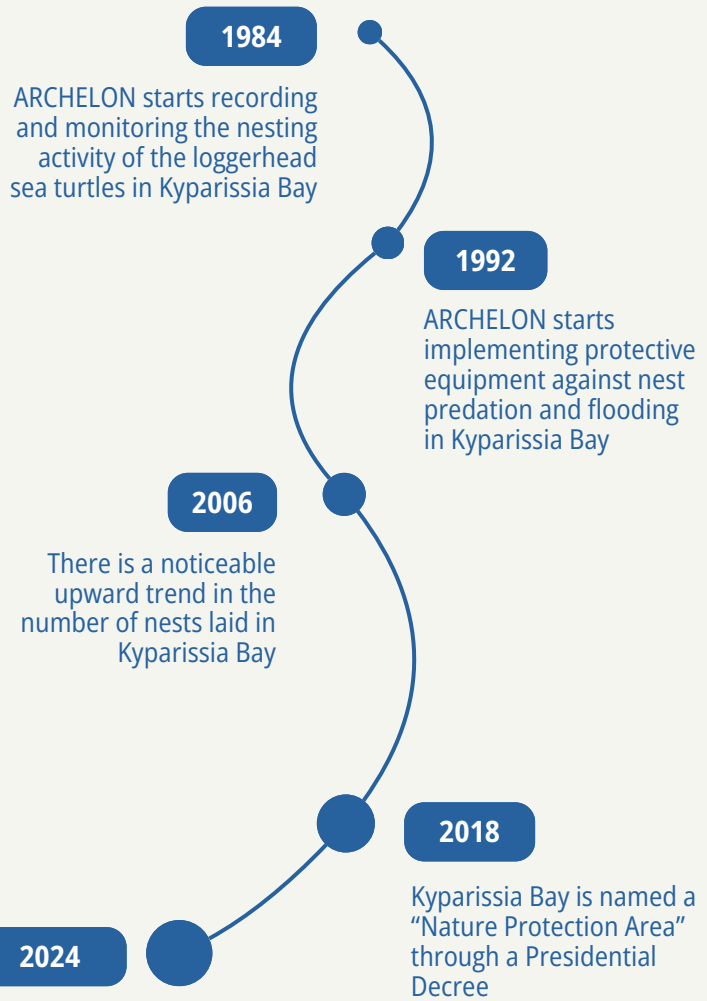 1984
ARCHELON starts recording
and monitoring the nesting
activity of the loggerhead
sea turtles in Kyparissia Bay
1992
ARCHELON starts
implementing protective
equipment against nest
predation and flooding
in Kyparissia Bay
2006
There is a noticeable
upward trend in the
number of nests laid in
Kyparissia Bay
2018
Kyparissia Bay is named a
“Nature Protection Area”
through a Presidential
Decree
2024